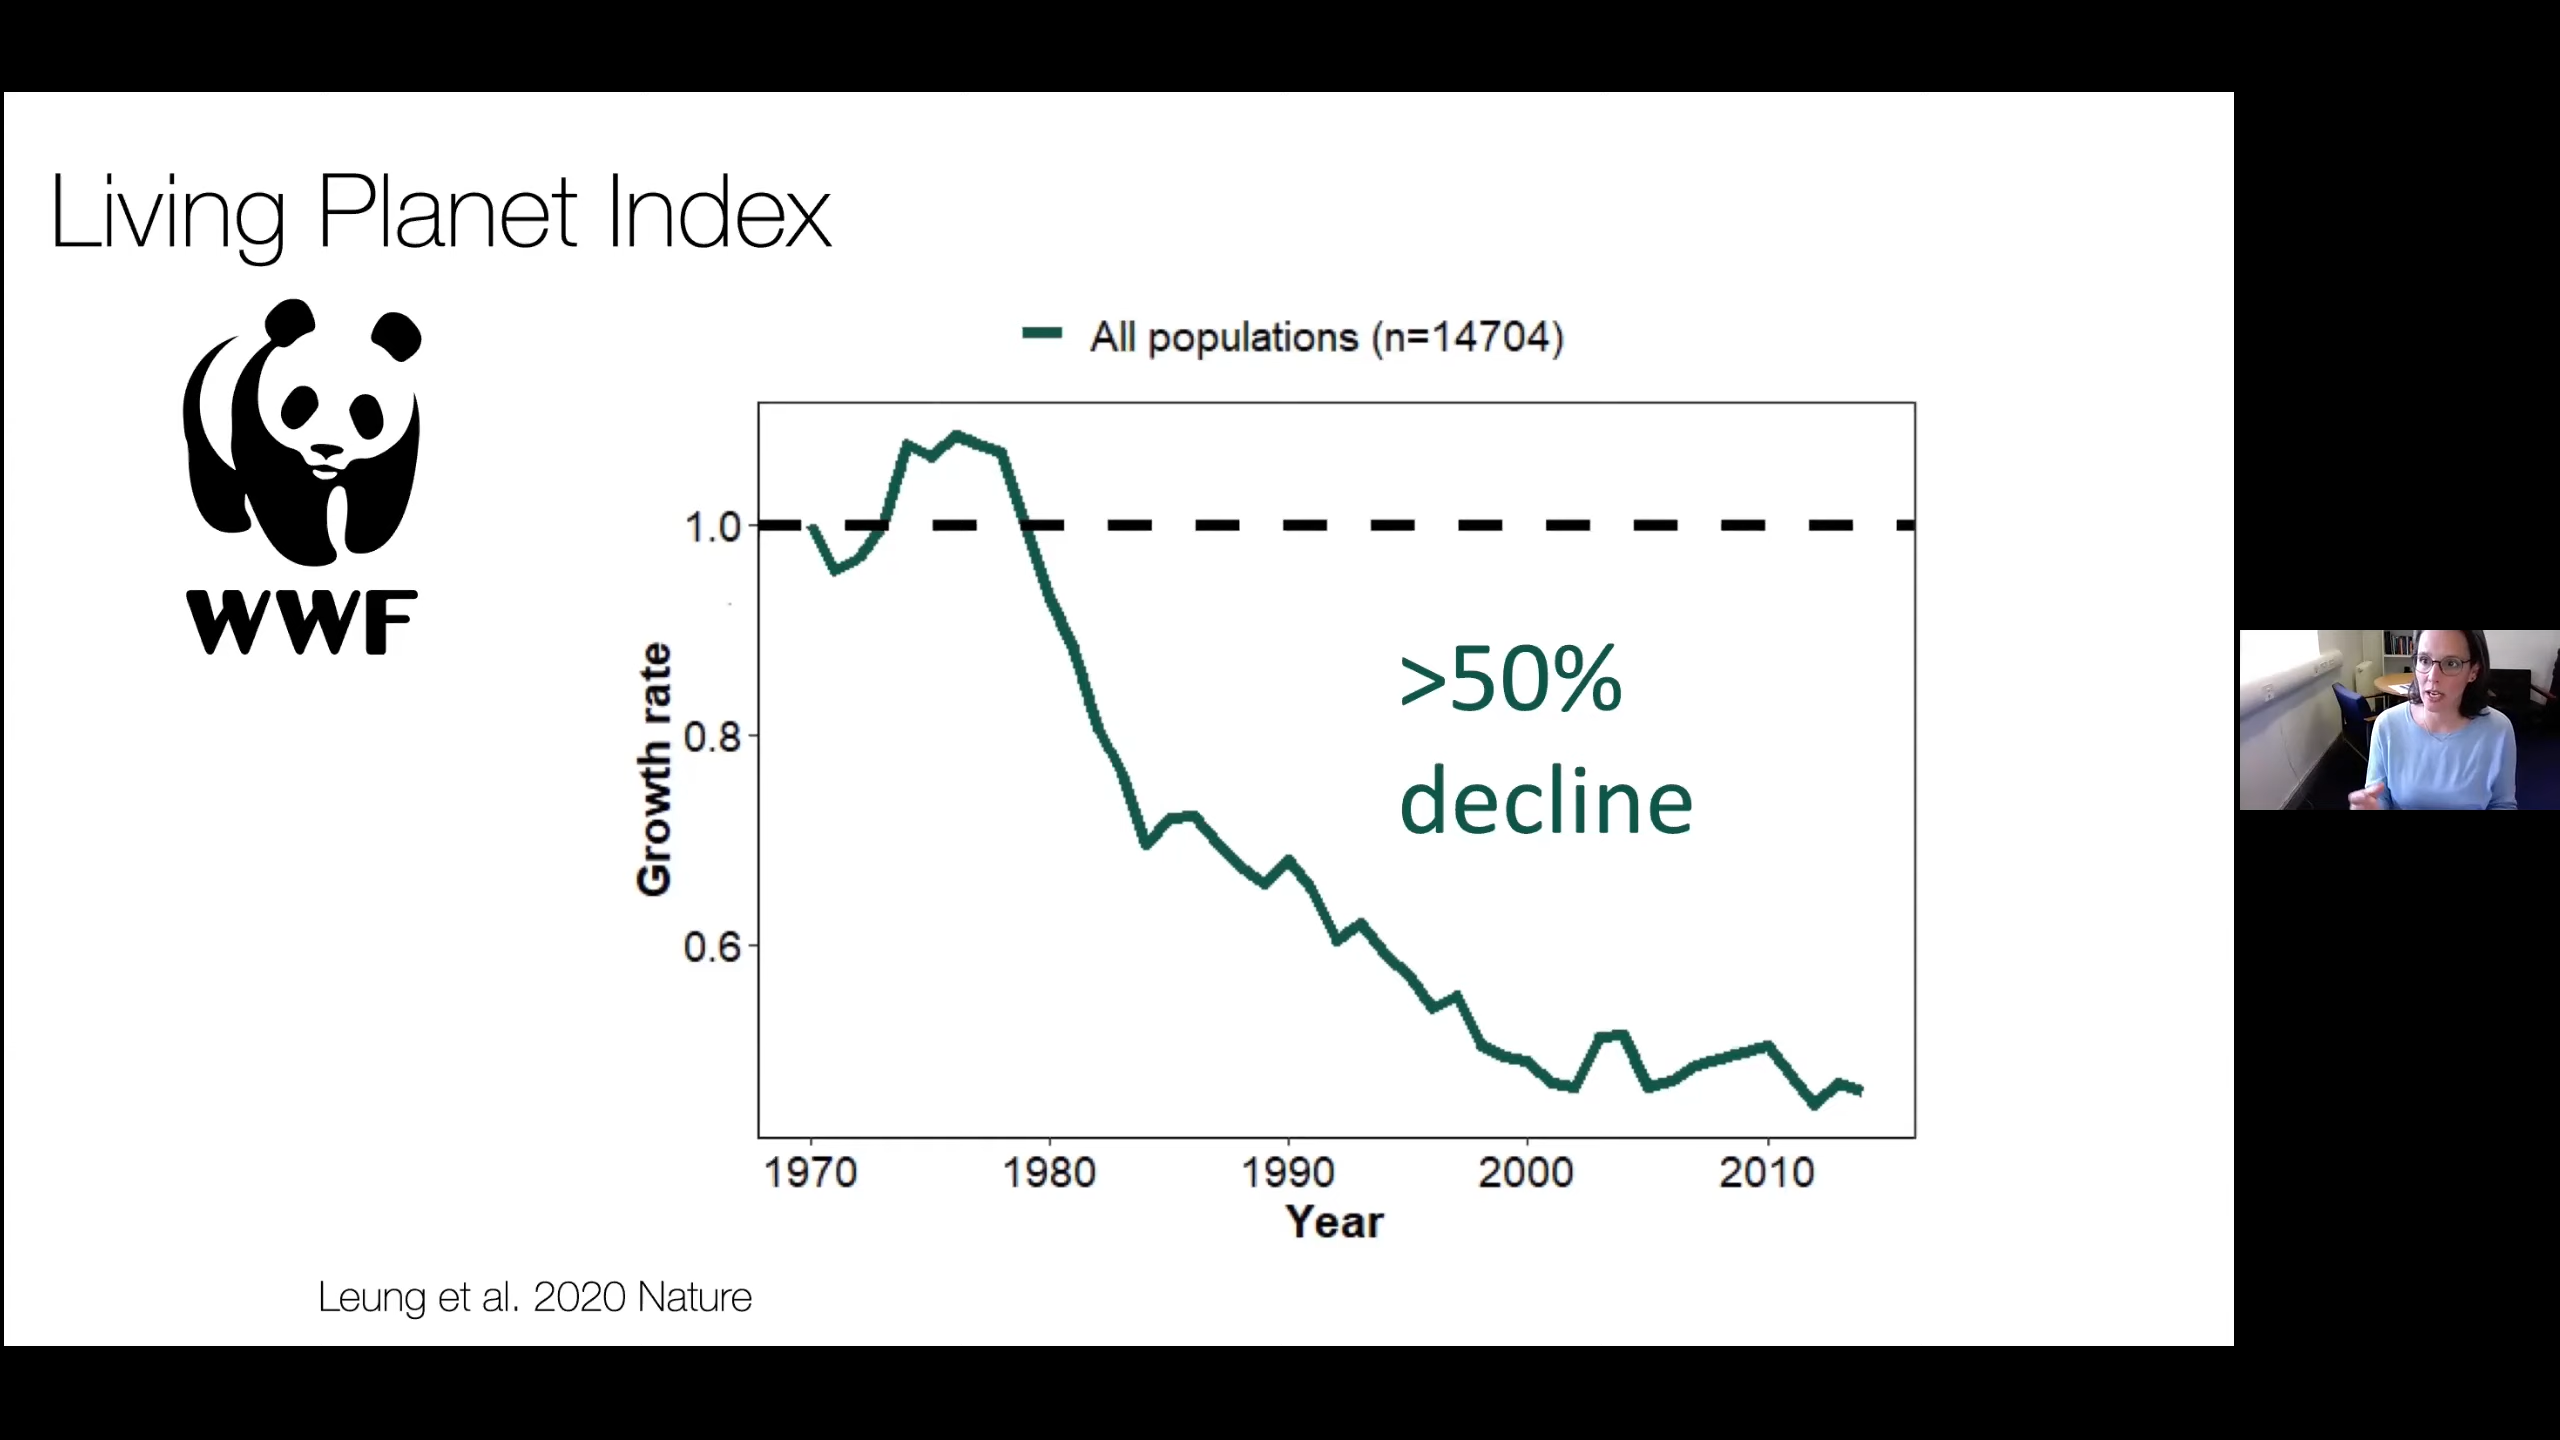 Living Planet Index
WWF
All populations (n=14704)
1.0
0.8
0.6
Growth rate
>50%
decline
1970 1980 1990 2000 2010
Year
Leung et al. 2020 Nature